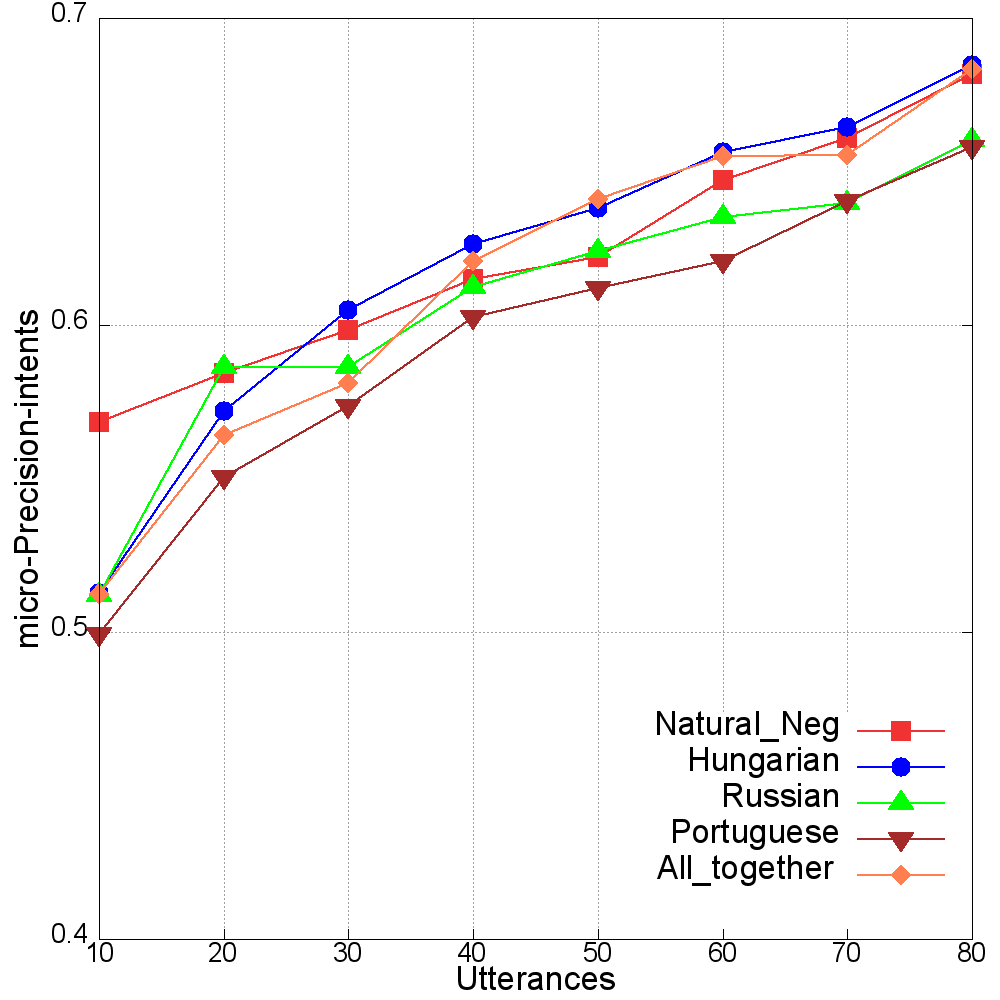 0.7
0.6
0.5
0.4
micro-Precision-intents
Natural_Neg
Hungarian
Russian
Portuguese
All_together
10 20 30 40 50 60 70 80
Utterances